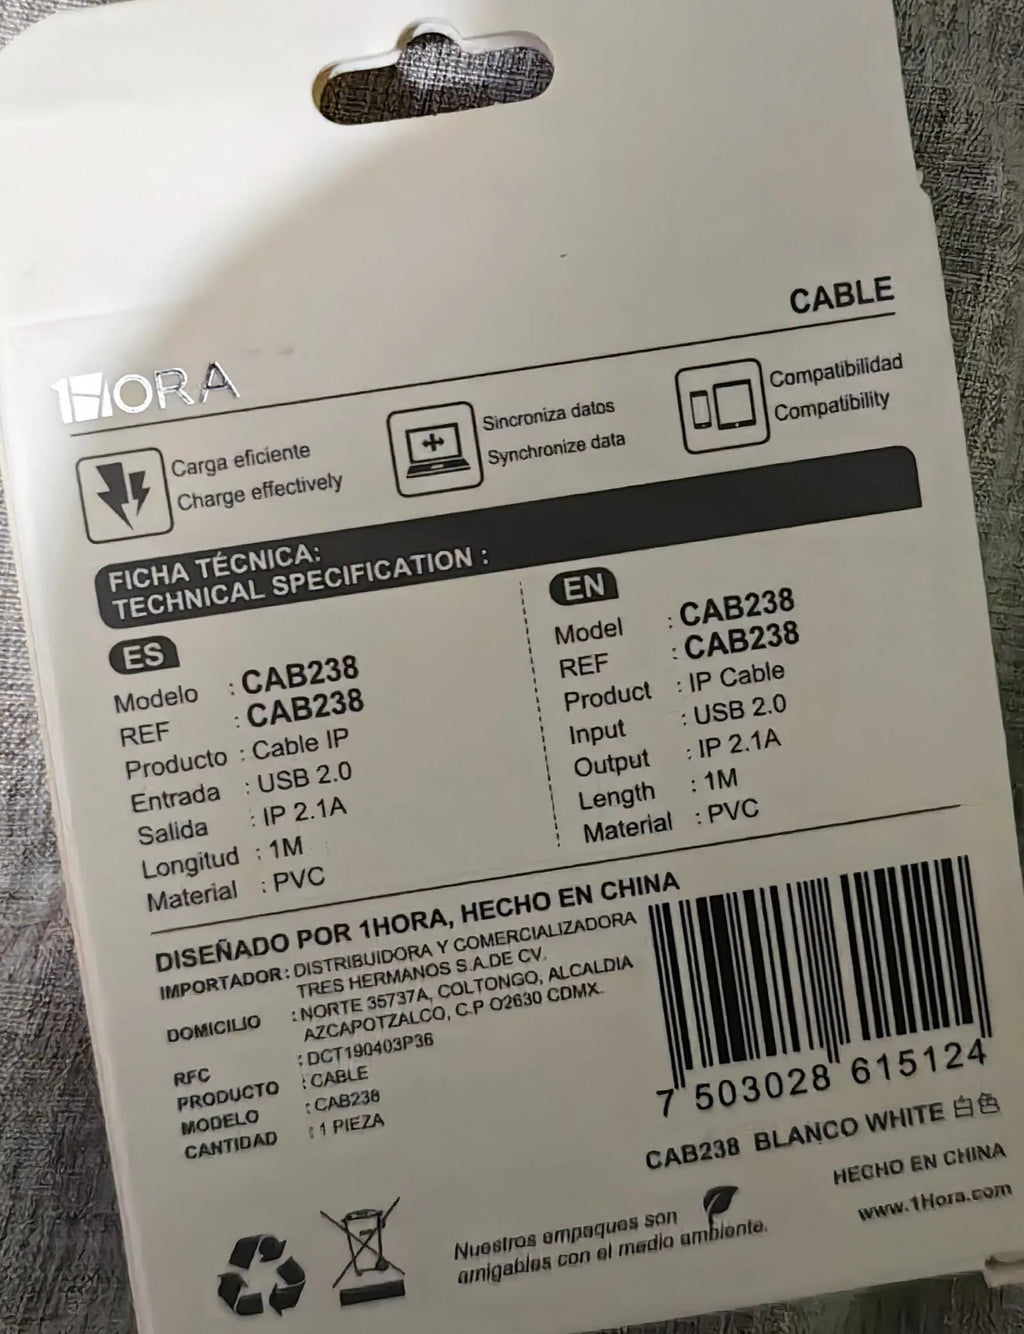 CABLE
1HORA
Carga eficiente
Charge effectively
Sincroniza datos
Synchronize data
Compatibilidad
Compatibility
FICHA TÉCNICA:
TECHNICAL SPECIFICATION :
ES
Modelo : CAB238
REF : CAB238
Producto : Cable IP
Entrada : USB 2.0
Salida : IP 2.1A
Longitud : 1M
Material : PVC
EN
Model : CAB238
REF : CAB238
Product : IP Cable
Input : USB 2.0
Output : IP 2.1A
Length : 1M
Material : PVC
DISEÑADO POR 1HORA, HECHO EN CHINA
IMPORTADOR: DISTRIBUIDORA Y COMERCIALIZADORA
TRES HERMANOS S.A.DE CV.
DOMICILIO : NORTE 35737A, COLTONGO, ALCALDIA
AZCAPOTZALCO, C.P O2630 CDMX.
RFC : DCT190403P36
PRODUCTO : CABLE
MODELO : CAB238
CANTIDAD : 1 PIEZA
7 503028 615124
CAB238 BLANCO WHITE 白色
HECHO EN CHINA
www.1Hora.com
Nuestros empaques son
amigables con el medio ambiente.